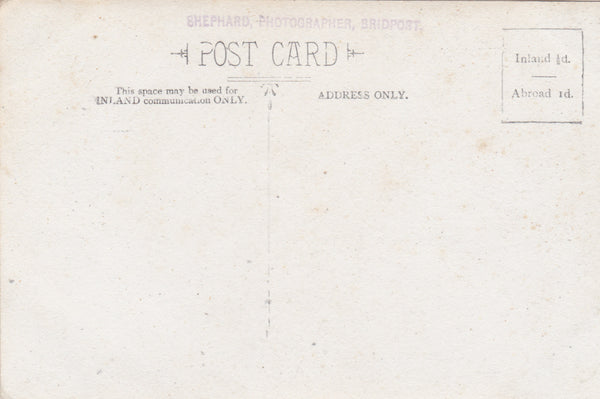 SHEPHARD, PHOTOGRAPHER, BRIDPORT.
POST CARD
This space may be used for
INLAND communication ONLY.
ADDRESS ONLY.
Inland ½d.
Abroad 1d.